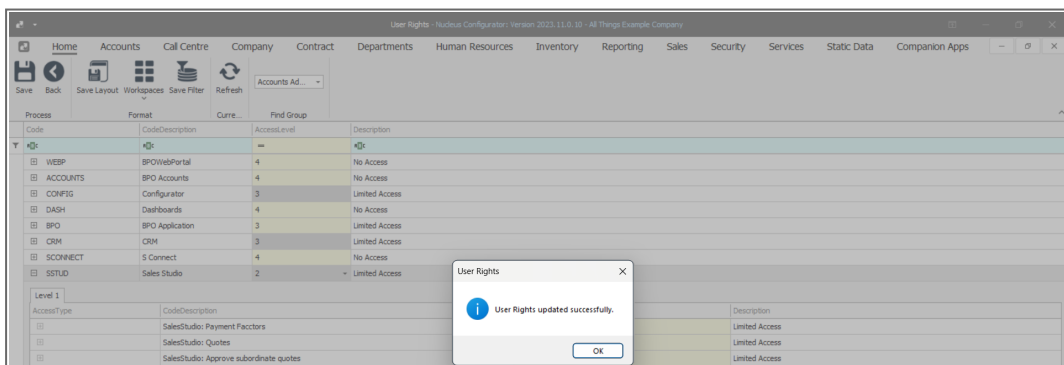 User Rights - Nucleus Configurator: Version 2023.11.0.10 - All Things Example Company
Home Accounts Call Centre Company Contract Departments Human Resources Inventory Reporting Sales Security Services Static Data Companion Apps
Accounts Ad...
Save Back Save Layout Workspaces Save Filter Refresh
Process Format Curre... Find Group
Code CodeDescription AccessLevel Description
=
WEBP BPOWebPortal 4 No Access
ACCOUNTS BPO Accounts 4 No Access
CONFIG Configurator 3 Limited Access
DASH Dashboards 4 No Access
BPO BPO Application 3 Limited Access
CRM CRM 3 Limited Access
SCONNECT S Connect 4 No Access
SSTUD Sales Studio 2 Limited Access
User Rights
User Rights updated successfully.
OK
Level 1
AccessType CodeDescription Description
SalesStudio: Payment Facctors Limited Access
SalesStudio: Quotes Limited Access
SalesStudio: Approve subordinate quotes Limited Access